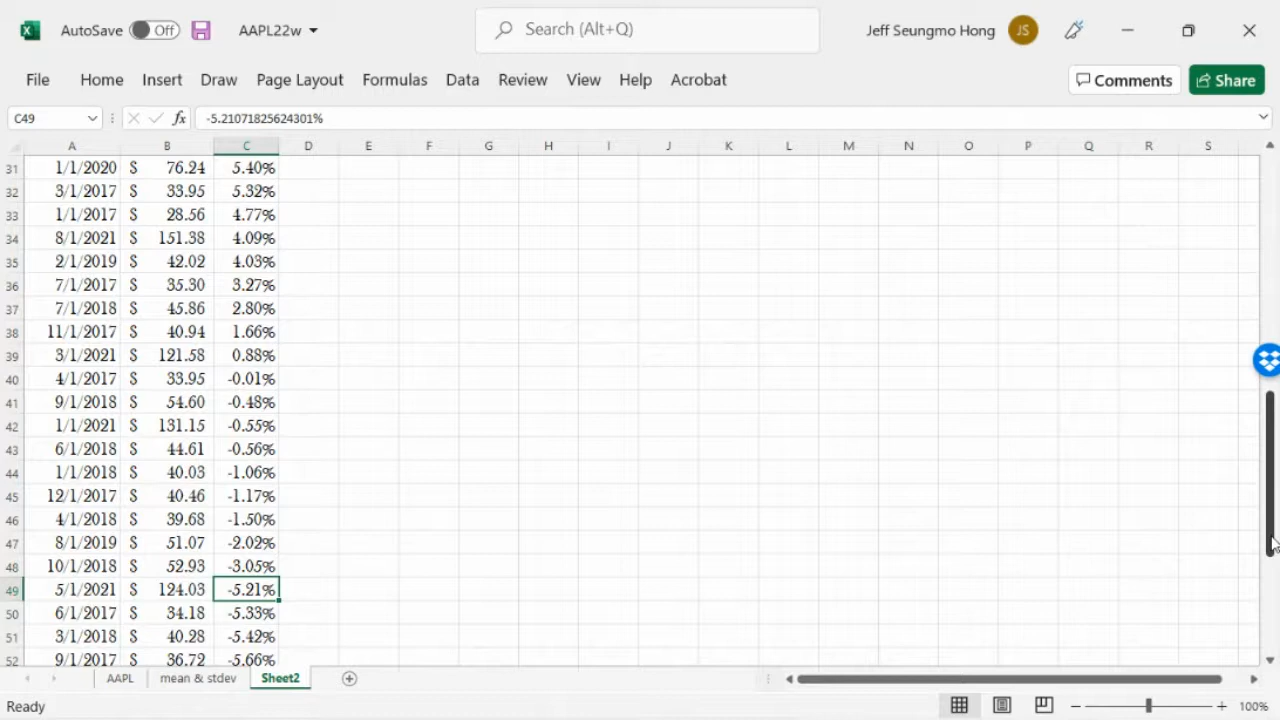 AutoSave Off AAPL22w Search (Alt+Q) Jeff Seungmo Hong JS
File Home Insert Draw Page Layout Formulas Data Review View Help Acrobat Comments Share
C49 fx -5.21071825624301%
A B C D E F G H I J K L M N O P Q R S
31 1/1/2020 $ 76.24 5.40%
32 3/1/2017 $ 33.95 5.32%
33 1/1/2017 $ 28.56 4.77%
34 8/1/2021 $ 151.38 4.09%
35 2/1/2019 $ 42.02 4.03%
36 7/1/2017 $ 35.30 3.27%
37 7/1/2018 $ 45.86 2.80%
38 11/1/2017 $ 40.94 1.66%
39 3/1/2021 $ 121.58 0.88%
40 4/1/2017 $ 33.95 -0.01%
41 9/1/2018 $ 54.60 -0.48%
42 1/1/2021 $ 131.15 -0.55%
43 6/1/2018 $ 44.61 -0.56%
44 1/1/2018 $ 40.03 -1.06%
45 12/1/2017 $ 40.46 -1.17%
46 4/1/2018 $ 39.68 -1.50%
47 8/1/2019 $ 51.07 -2.02%
48 10/1/2018 $ 52.93 -3.05%
49 5/1/2021 $ 124.03 -5.21%
50 6/1/2017 $ 34.18 -5.33%
51 3/1/2018 $ 40.28 -5.42%
52 9/1/2017 $ 36.72 -5.66%
AAPL mean & stdev Sheet2
Ready 100%